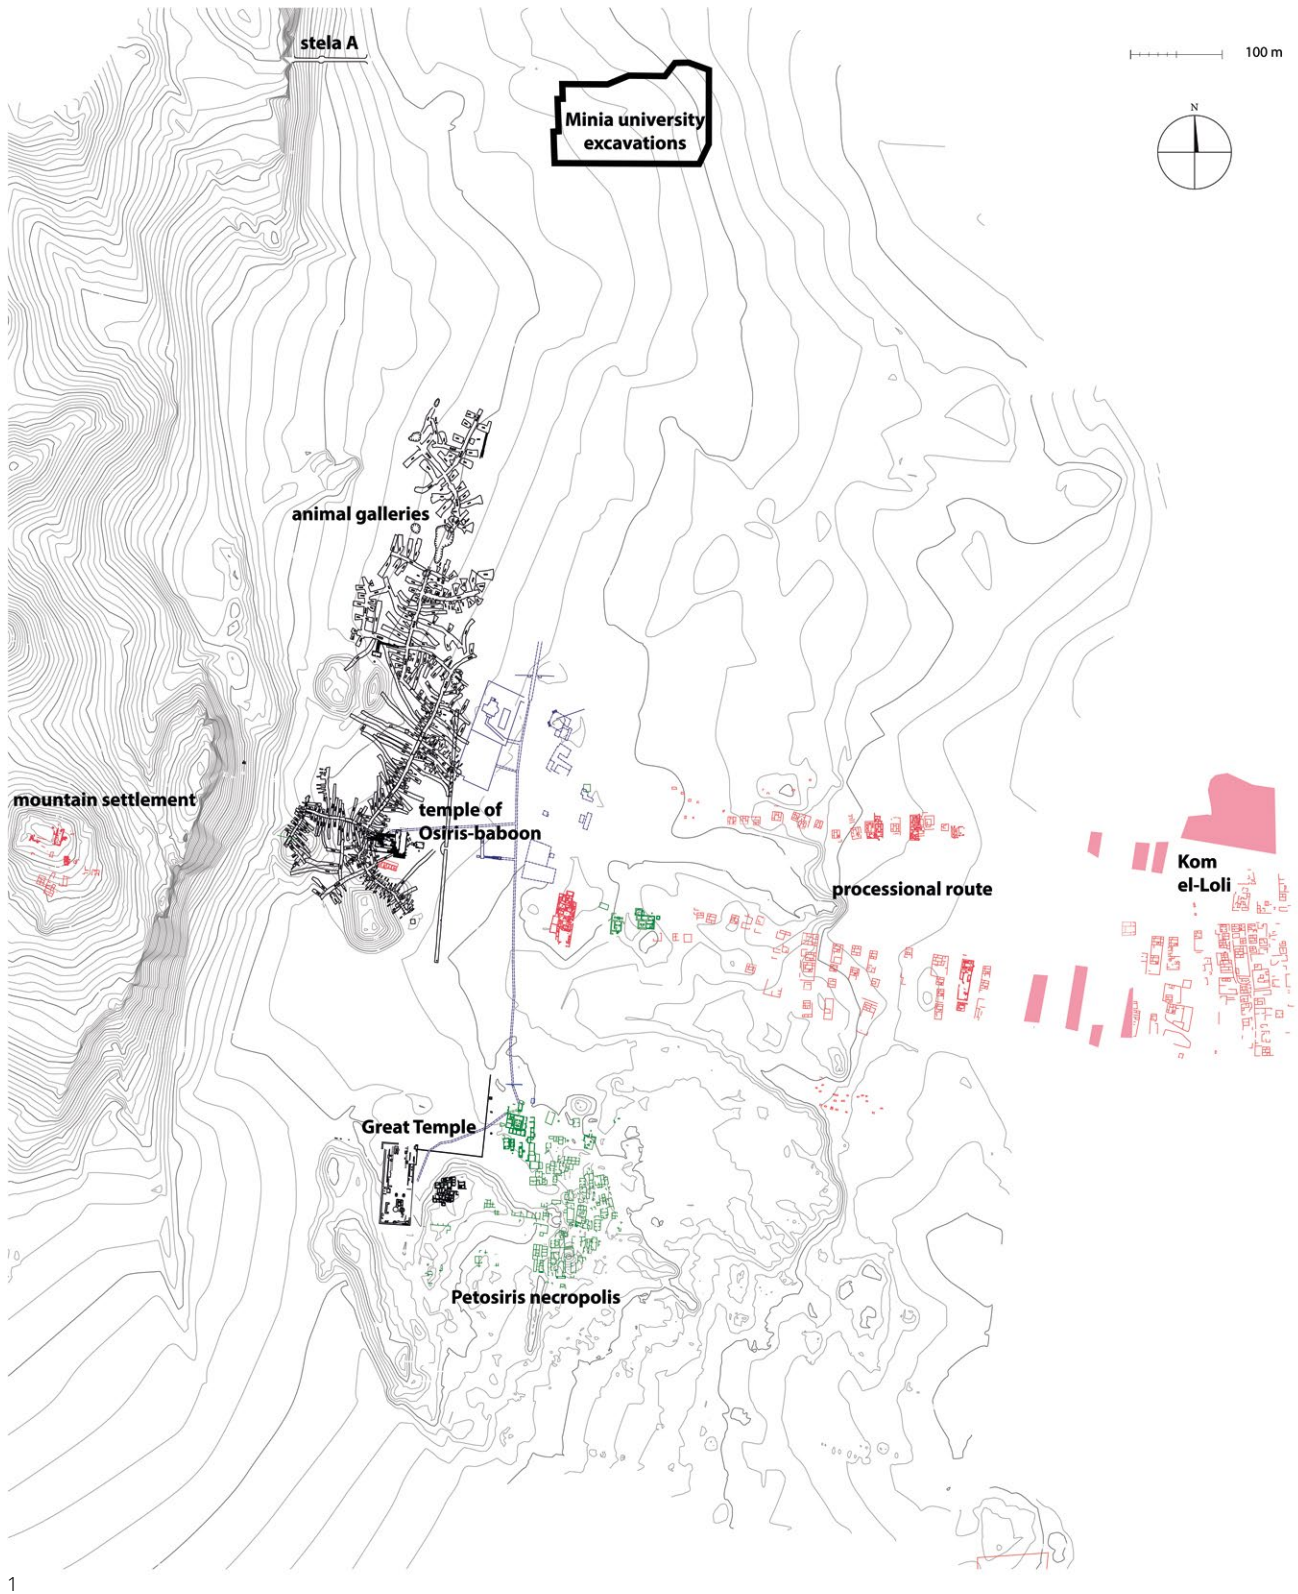 stela A
100 m
N
Minia university
excavations
animal galleries
mountain settlement
temple of
Osiris-baboon
Kom
el-Loli
processional route
Great Temple
Petosiris necropolis
1